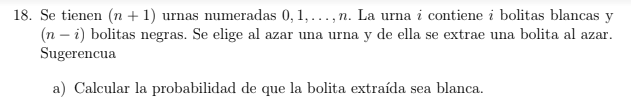 18. Se tienen (n + 1) urnas numeradas 0, 1, . . . , n. La urna i contiene i bolitas blancas y
(n − i) bolitas negras. Se elige al azar una urna y de ella se extrae una bolita al azar.
Sugerencua
a) Calcular la probabilidad de que la bolita extraída sea blanca.